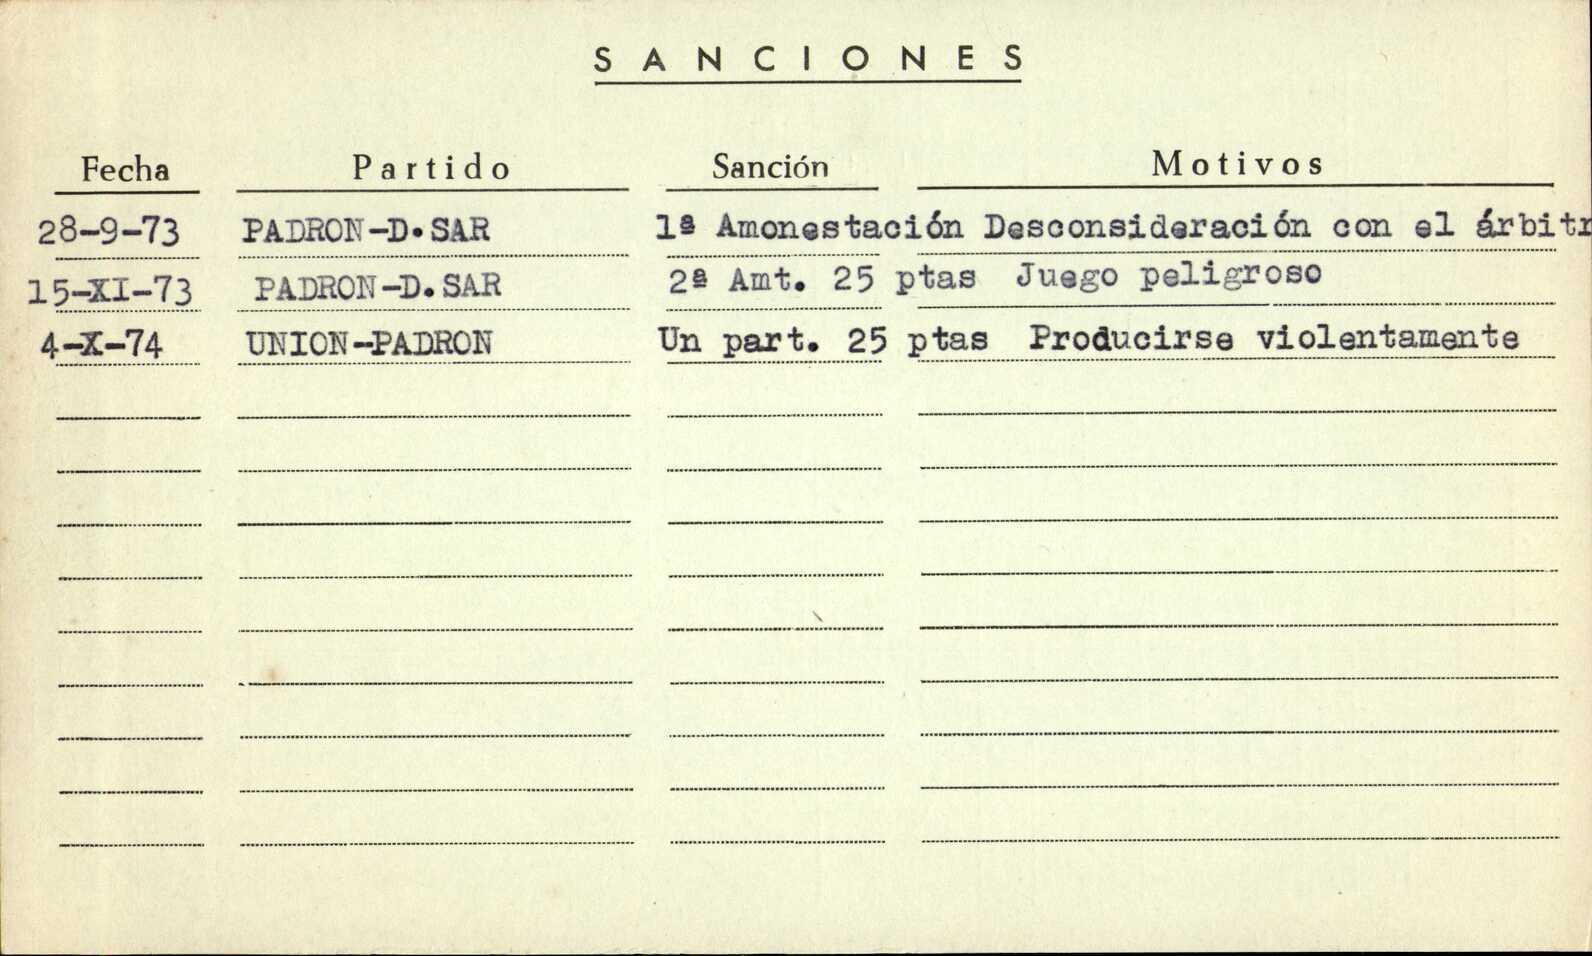 SANCIONES
Fecha Partido Sanción Motivos
28-9-73 PADRON-D.SAR 1ª Amonestación Desconsideración con el árbitr
15-XI-73 PADRON-D.SAR 2ª Amt. 25 ptas Juego peligroso
4-X-74 UNION-PADRON Un part. 25 ptas Producirse violentamente